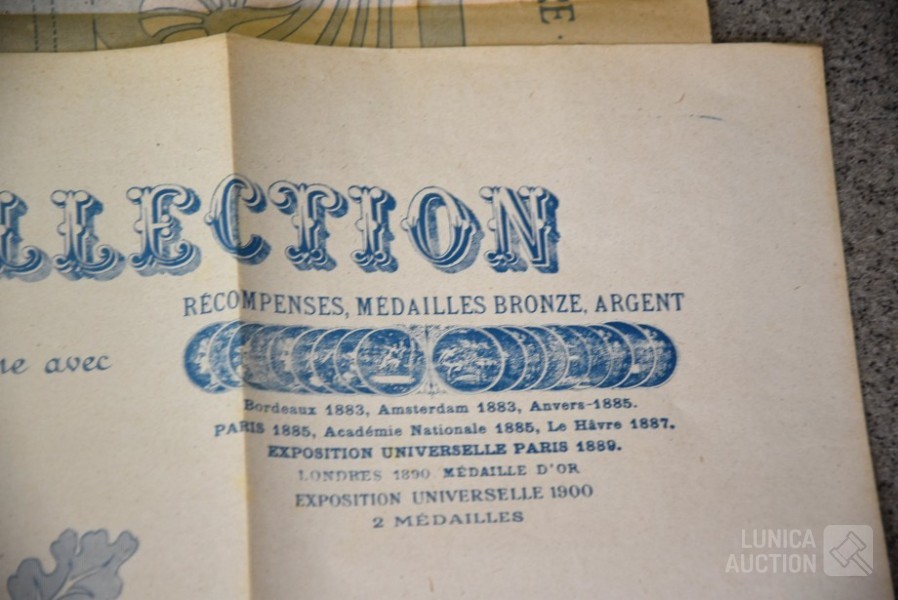 CE.
LLECTION
RÉCOMPENSES, MÉDAILLES BRONZE, ARGENT
ne avec
Bordeaux 1883, Amsterdam 1883, Anvers-1885.
PARIS 1885, Académie Nationale 1885, Le Hâvre 1887.
EXPOSITION UNIVERSELLE PARIS 1889.
LONDRES 1890 MÉDAILLE D'OR
EXPOSITION UNIVERSELLE 1900
2 MÉDAILLES
LUNICA
AUCTION